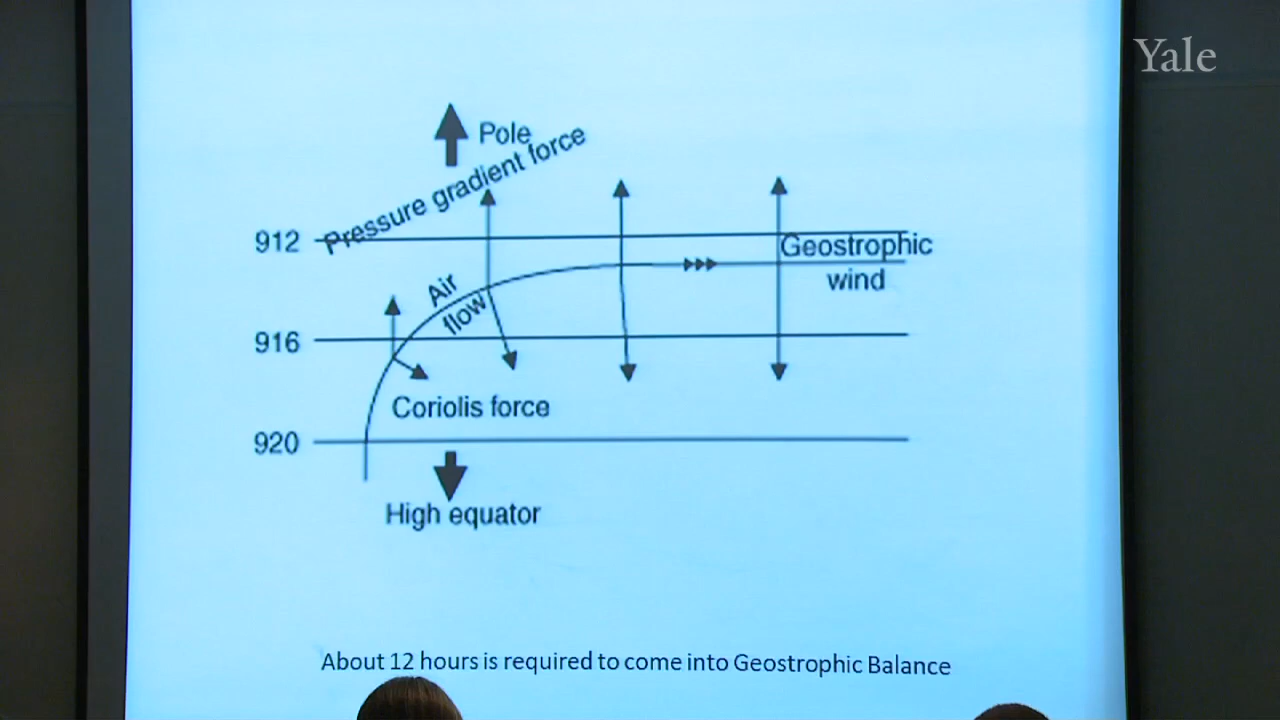 Yale
Pole
Pressure gradient force
912
Geostrophic
wind
Air
flow
916
Coriolis force
920
High equator
About 12 hours is required to come into Geostrophic Balance